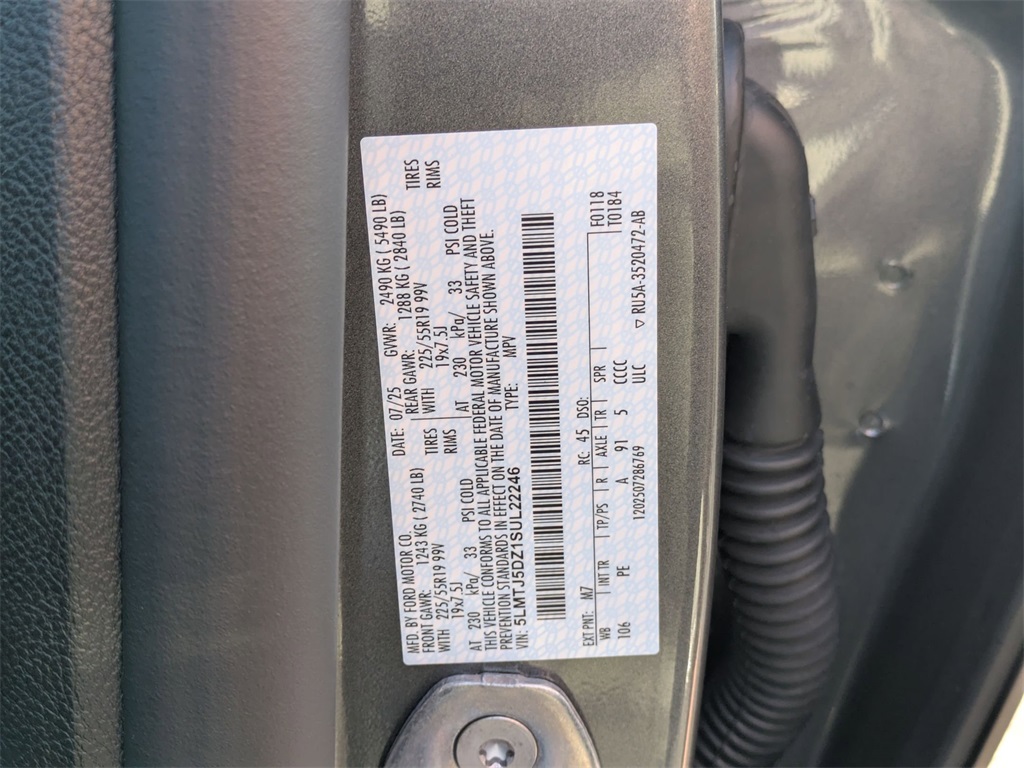 MFD. BY FORD MOTOR CO. DATE: 07/25 GVWR: 2490 KG( 5490 LB)
FRONT GAWR: 1243 KG ( 2740 LB) REAR GAWR: 1288 KG ( 2840 LB)
WITH 225/55R19 99V TIRES WITH 225/55R19 99V TIRES
19x7.5J RIMS 19x7.5J RIMS
AT 230 kPa/ 33 PSI COLD AT 230 kPa/ 33 PSI COLD
THIS VEHICLE CONFORMS TO ALL APPLICABLE FEDERAL MOTOR VEHICLE SAFETY AND THEFT
PREVENTION STANDARDS IN EFFECT ON THE DATE OF MANUFACTURE SHOWN ABOVE.
VIN: 5LMTJ5DZ1SUL22246 TYPE: MPV
EXT PNT: M7 RC: 45 DSO: F0118
WB INT TR TP/PS R AXLE TR SPR T0184
106 PE A 91 5 CCCC
1202507286769 ULC
▽ RU5A-3520472-AB